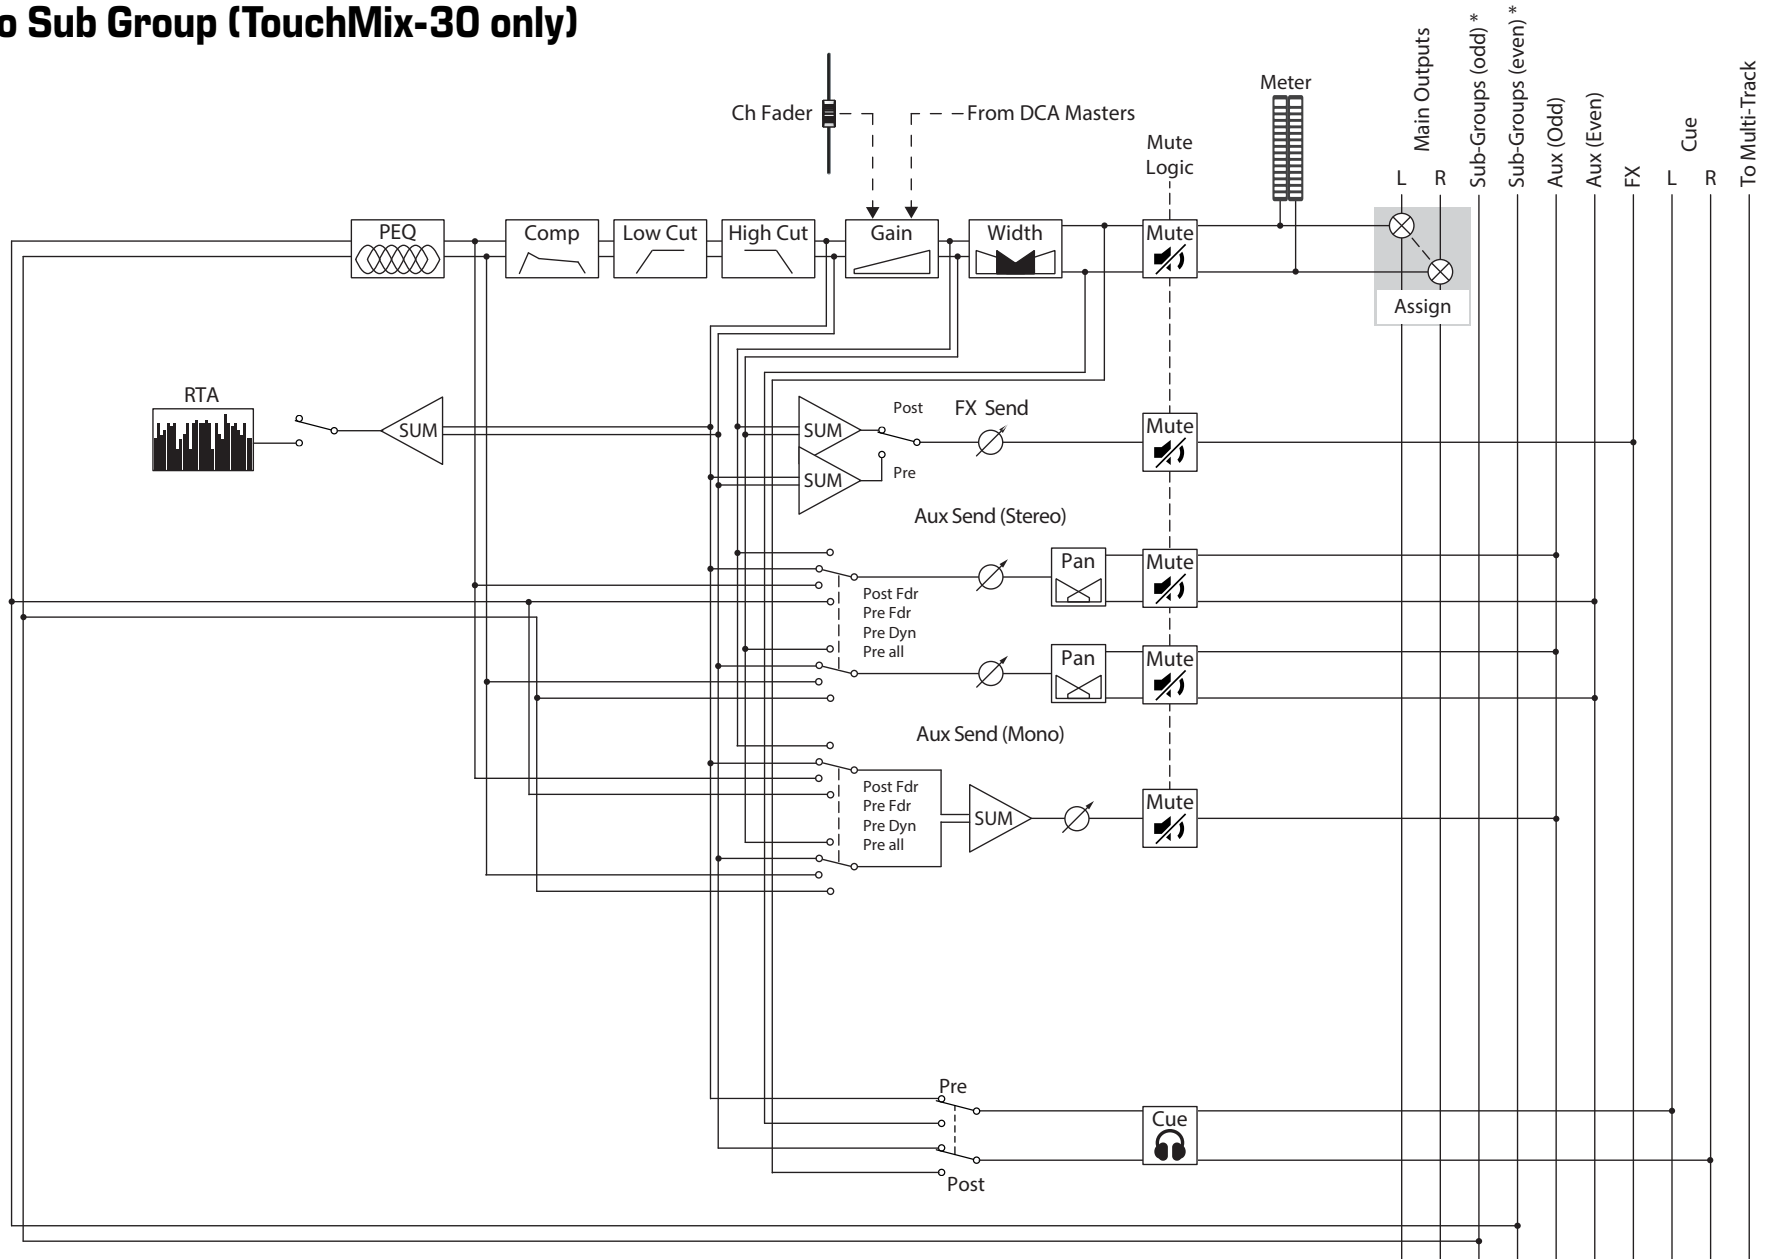 o Sub Group (TouchMix-30 only)
Ch Fader
From DCA Masters
Mute
Logic
Meter
Main Outputs
L
R
Sub-Groups (odd) *
Sub-Groups (even) *
Aux (Odd)
Aux (Even)
FX
Cue
L
R
To Multi-Track
PEQ
Comp
Low Cut
High Cut
Gain
Width
Mute
Assign
RTA
SUM
SUM
SUM
Post
Pre
FX Send
Mute
Aux Send (Stereo)
Post Fdr
Pre Fdr
Pre Dyn
Pre all
Pan
Mute
Pan
Mute
Aux Send (Mono)
Post Fdr
Pre Fdr
Pre Dyn
Pre all
SUM
Mute
Pre
Post
Cue